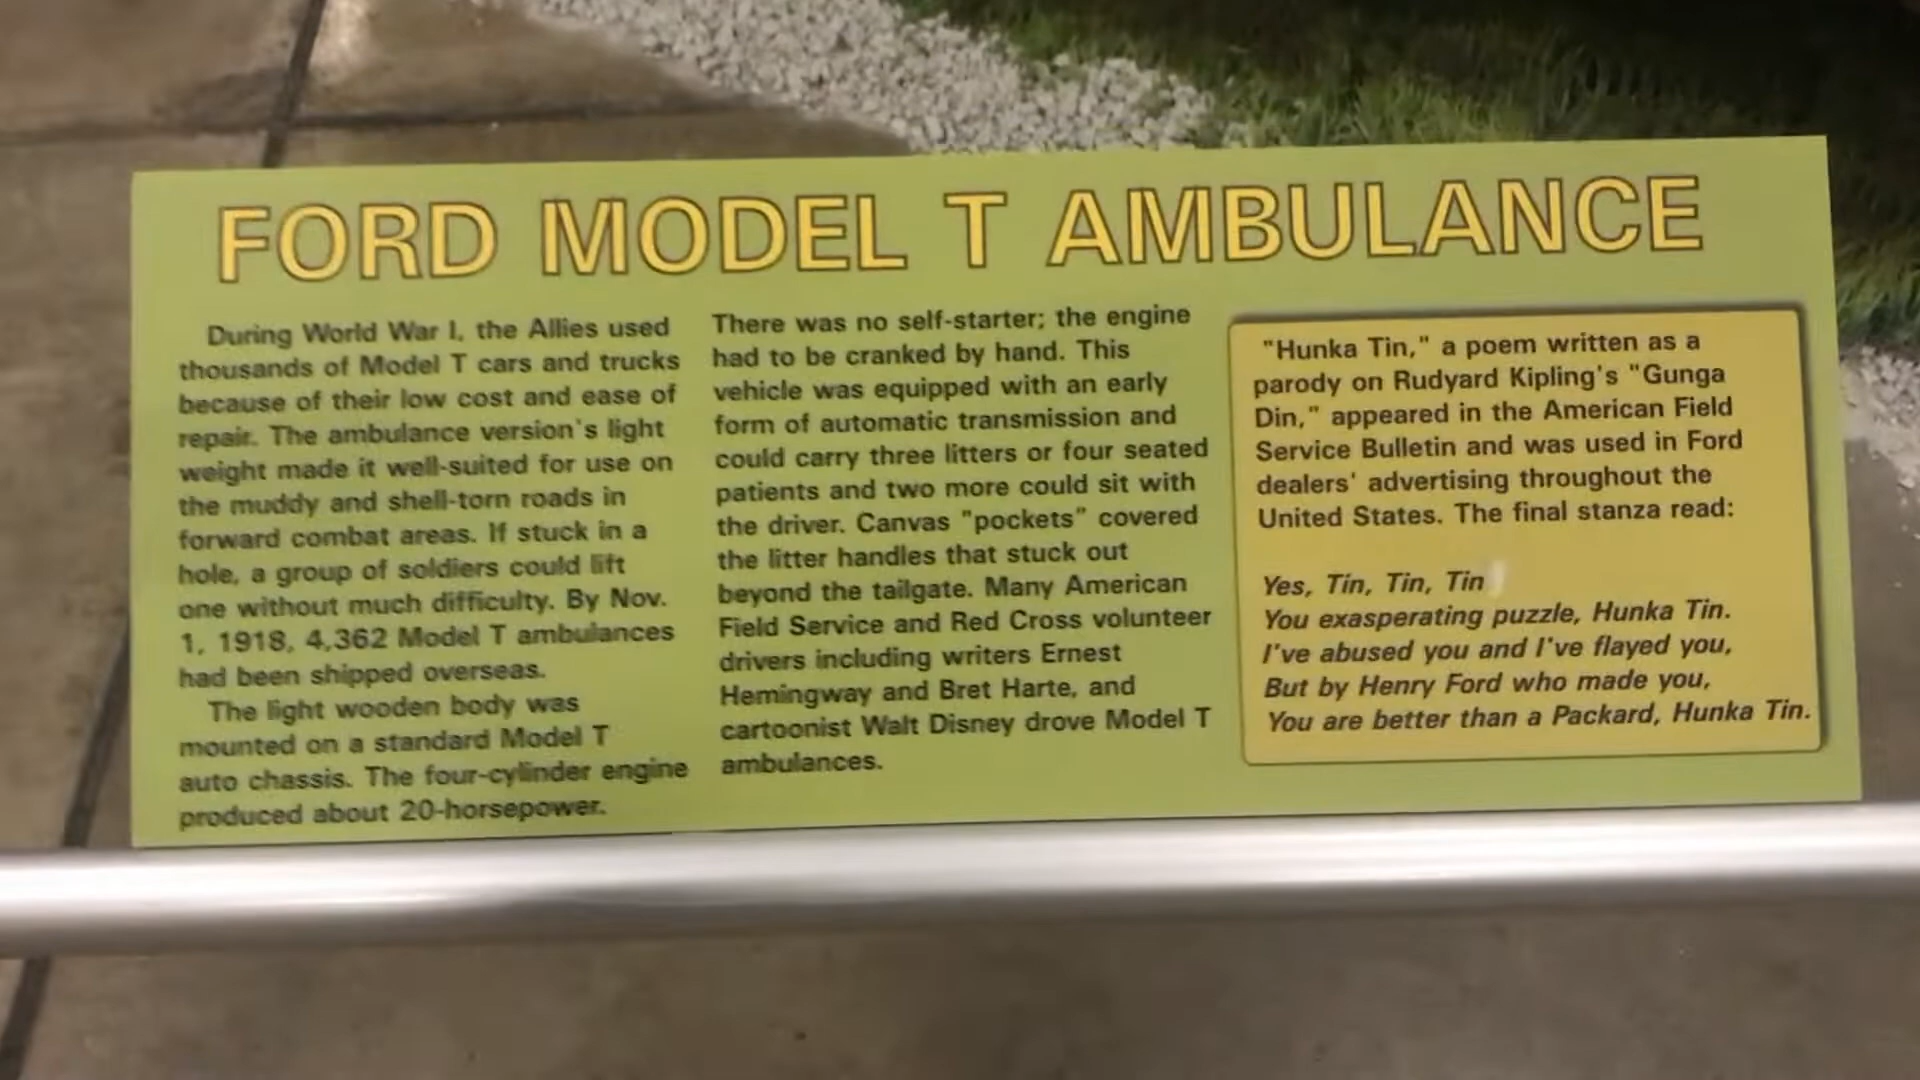 FORD MODEL T AMBULANCE
During World War I, the Allies used
thousands of Model T cars and trucks
because of their low cost and ease of
repair. The ambulance version's light
weight made it well-suited for use on
the muddy and shell-torn roads in
forward combat areas. If stuck in a
hole, a group of soldiers could lift
one without much difficulty. By Nov.
1, 1918, 4,362 Model T ambulances
had been shipped overseas.
The light wooden body was
mounted on a standard Model T
auto chassis. The four-cylinder engine
produced about 20-horsepower.
There was no self-starter; the engine
had to be cranked by hand. This
vehicle was equipped with an early
form of automatic transmission and
could carry three litters or four seated
patients and two more could sit with
the driver. Canvas "pockets" covered
the litter handles that stuck out
beyond the tailgate. Many American
Field Service and Red Cross volunteer
drivers including writers Ernest
Hemingway and Bret Harte, and
cartoonist Walt Disney drove Model T
ambulances.
"Hunka Tin," a poem written as a
parody on Rudyard Kipling's "Gunga
Din," appeared in the American Field
Service Bulletin and was used in Ford
dealers' advertising throughout the
United States. The final stanza read:
Yes, Tin, Tin, Tin
You exasperating puzzle, Hunka Tin.
I've abused you and I've flayed you,
But by Henry Ford who made you,
You are better than a Packard, Hunka Tin.